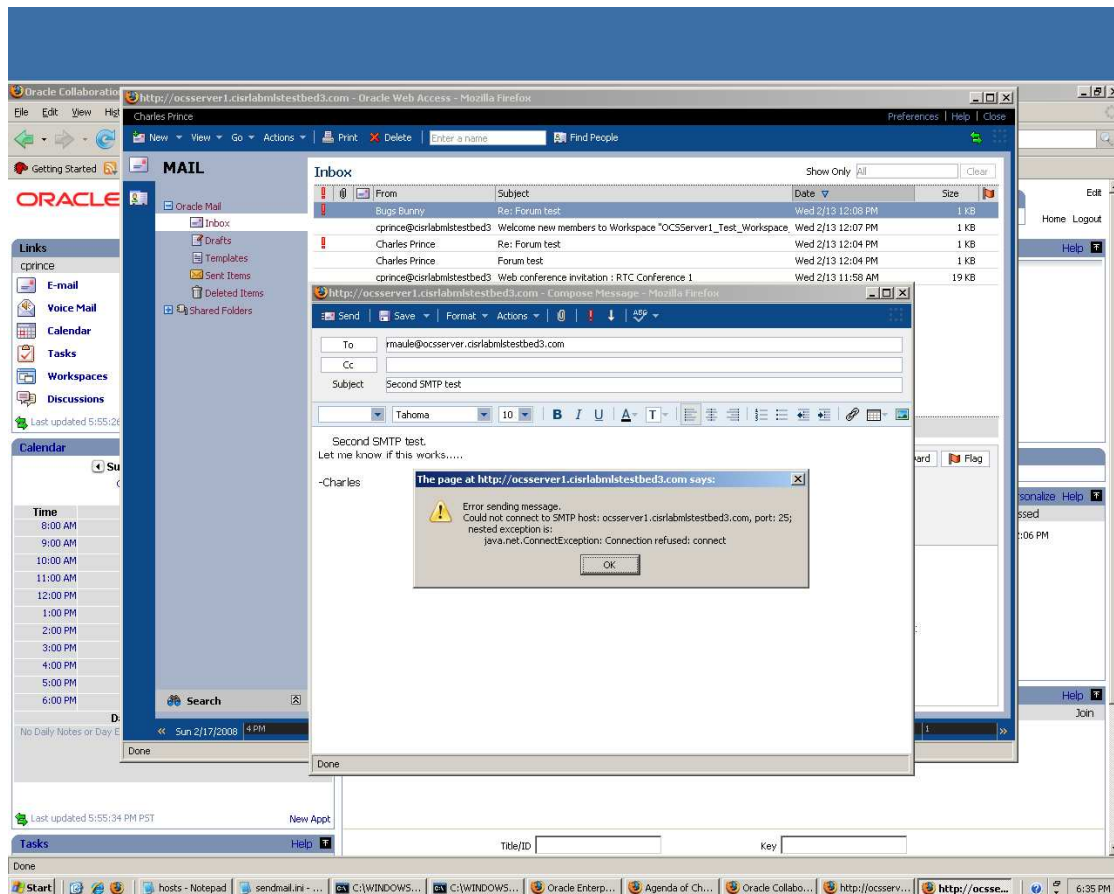 Oracle Collaboratio
http://ocsserver1.cisrlabmlstestbed3.com - Oracle Web Access - Mozilla Firefox
File Edit View Hist
Charles Prince
Preferences | Help | Close
New View Go Actions Print Delete Enter a name Find People
Getting Started
MAIL
Inbox
Show Only All Clear
ORACLE
From Subject Date Size
Edit
Oracle Mail
Bugs Bunny Re: Forum test Wed 2/13 12:08 PM 1 KB
Home Logout
Inbox
cprince@cisrlabmlstestbed3 Welcome new members to Workspace "OCSServer1_Test_Workspace_ Wed 2/13 12:07 PM 1 KB
Links
Help
Drafts
Charles Prince Re: Forum test Wed 2/13 12:04 PM 1 KB
cprince
Templates
Charles Prince Forum test Wed 2/13 12:04 PM 1 KB
Sent Items
cprince@cisrlabmlstestbed3 Web conference invitation : RTC Conference 1 Wed 2/13 11:58 AM 19 KB
E-mail
Deleted Items
Voice Mail
Shared Folders
Calendar
Tasks
Workspaces
Discussions
Last updated 5:55:26
http://ocsserver1.cisrlabmlstestbed3.com - Compose Message - Mozilla Firefox
Send Save Format Actions
To rmaule@ocsserver.cisrlabmlstestbed3.com
Cc
Subject Second SMTP test
Tahoma 10 B I U A T
Second SMTP test.
Let me know if this works.....
-Charles
The page at http://ocsserver1.cisrlabmlstestbed3.com says:
Error sending message.
Could not connect to SMTP host: ocsserver1.cisrlabmlstestbed3.com, port: 25;
nested exception is:
java.net.ConnectException: Connection refused: connect
OK
ard Flag
sonalize Help
ssed
:06 PM
Calendar
Su
Time
8:00 AM
9:00 AM
10:00 AM
11:00 AM
12:00 PM
1:00 PM
2:00 PM
3:00 PM
4:00 PM
5:00 PM
6:00 PM
D
No Daily Notes or Day E
Search
Sun 2/17/2008 4 PM
1
Done
Done
Help
Join
Last updated 5:55:34 PM PST
New Appt
Tasks Help
Title/ID Key
Done
Start hosts - Notepad sendmail.ini - ... C:\WINDOWS... C:\WINDOWS... Oracle Enterp... Agenda of Ch... Oracle Collabo... http://ocsserv... http://ocsse... 6:35 PM